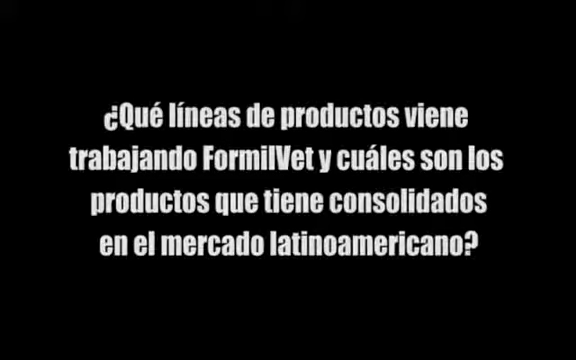 ¿Qué líneas de productos viene
trabajando FormilVet y cuáles son los
productos que tiene consolidados
en el mercado latinoamericano?